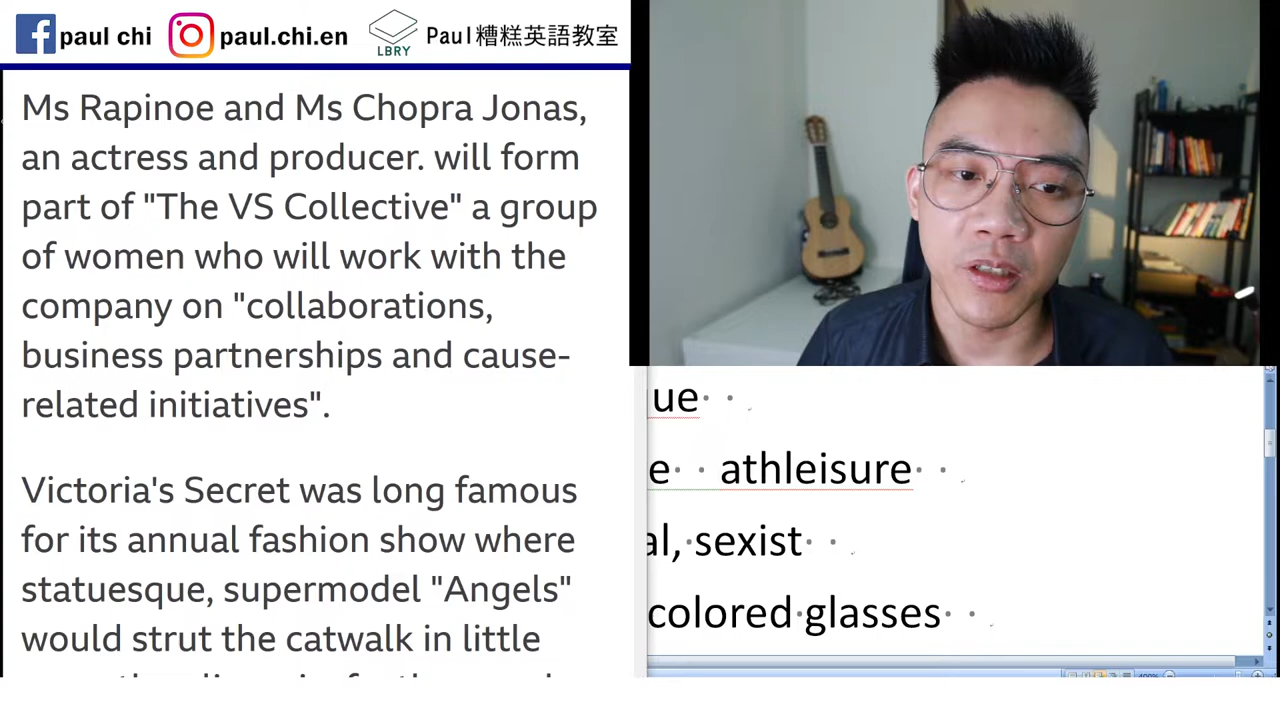 paul chi
paul.chi.en
LBRY
Paul糟糕英語教室
Ms Rapinoe and Ms Chopra Jonas,
an actress and producer. will form
part of "The VS Collective" a group
of women who will work with the
company on "collaborations,
business partnerships and cause-
related initiatives".
Victoria's Secret was long famous
for its annual fashion show where
statuesque, supermodel "Angels"
would strut the catwalk in little
ue
e athleisure
al, sexist
colored glasses